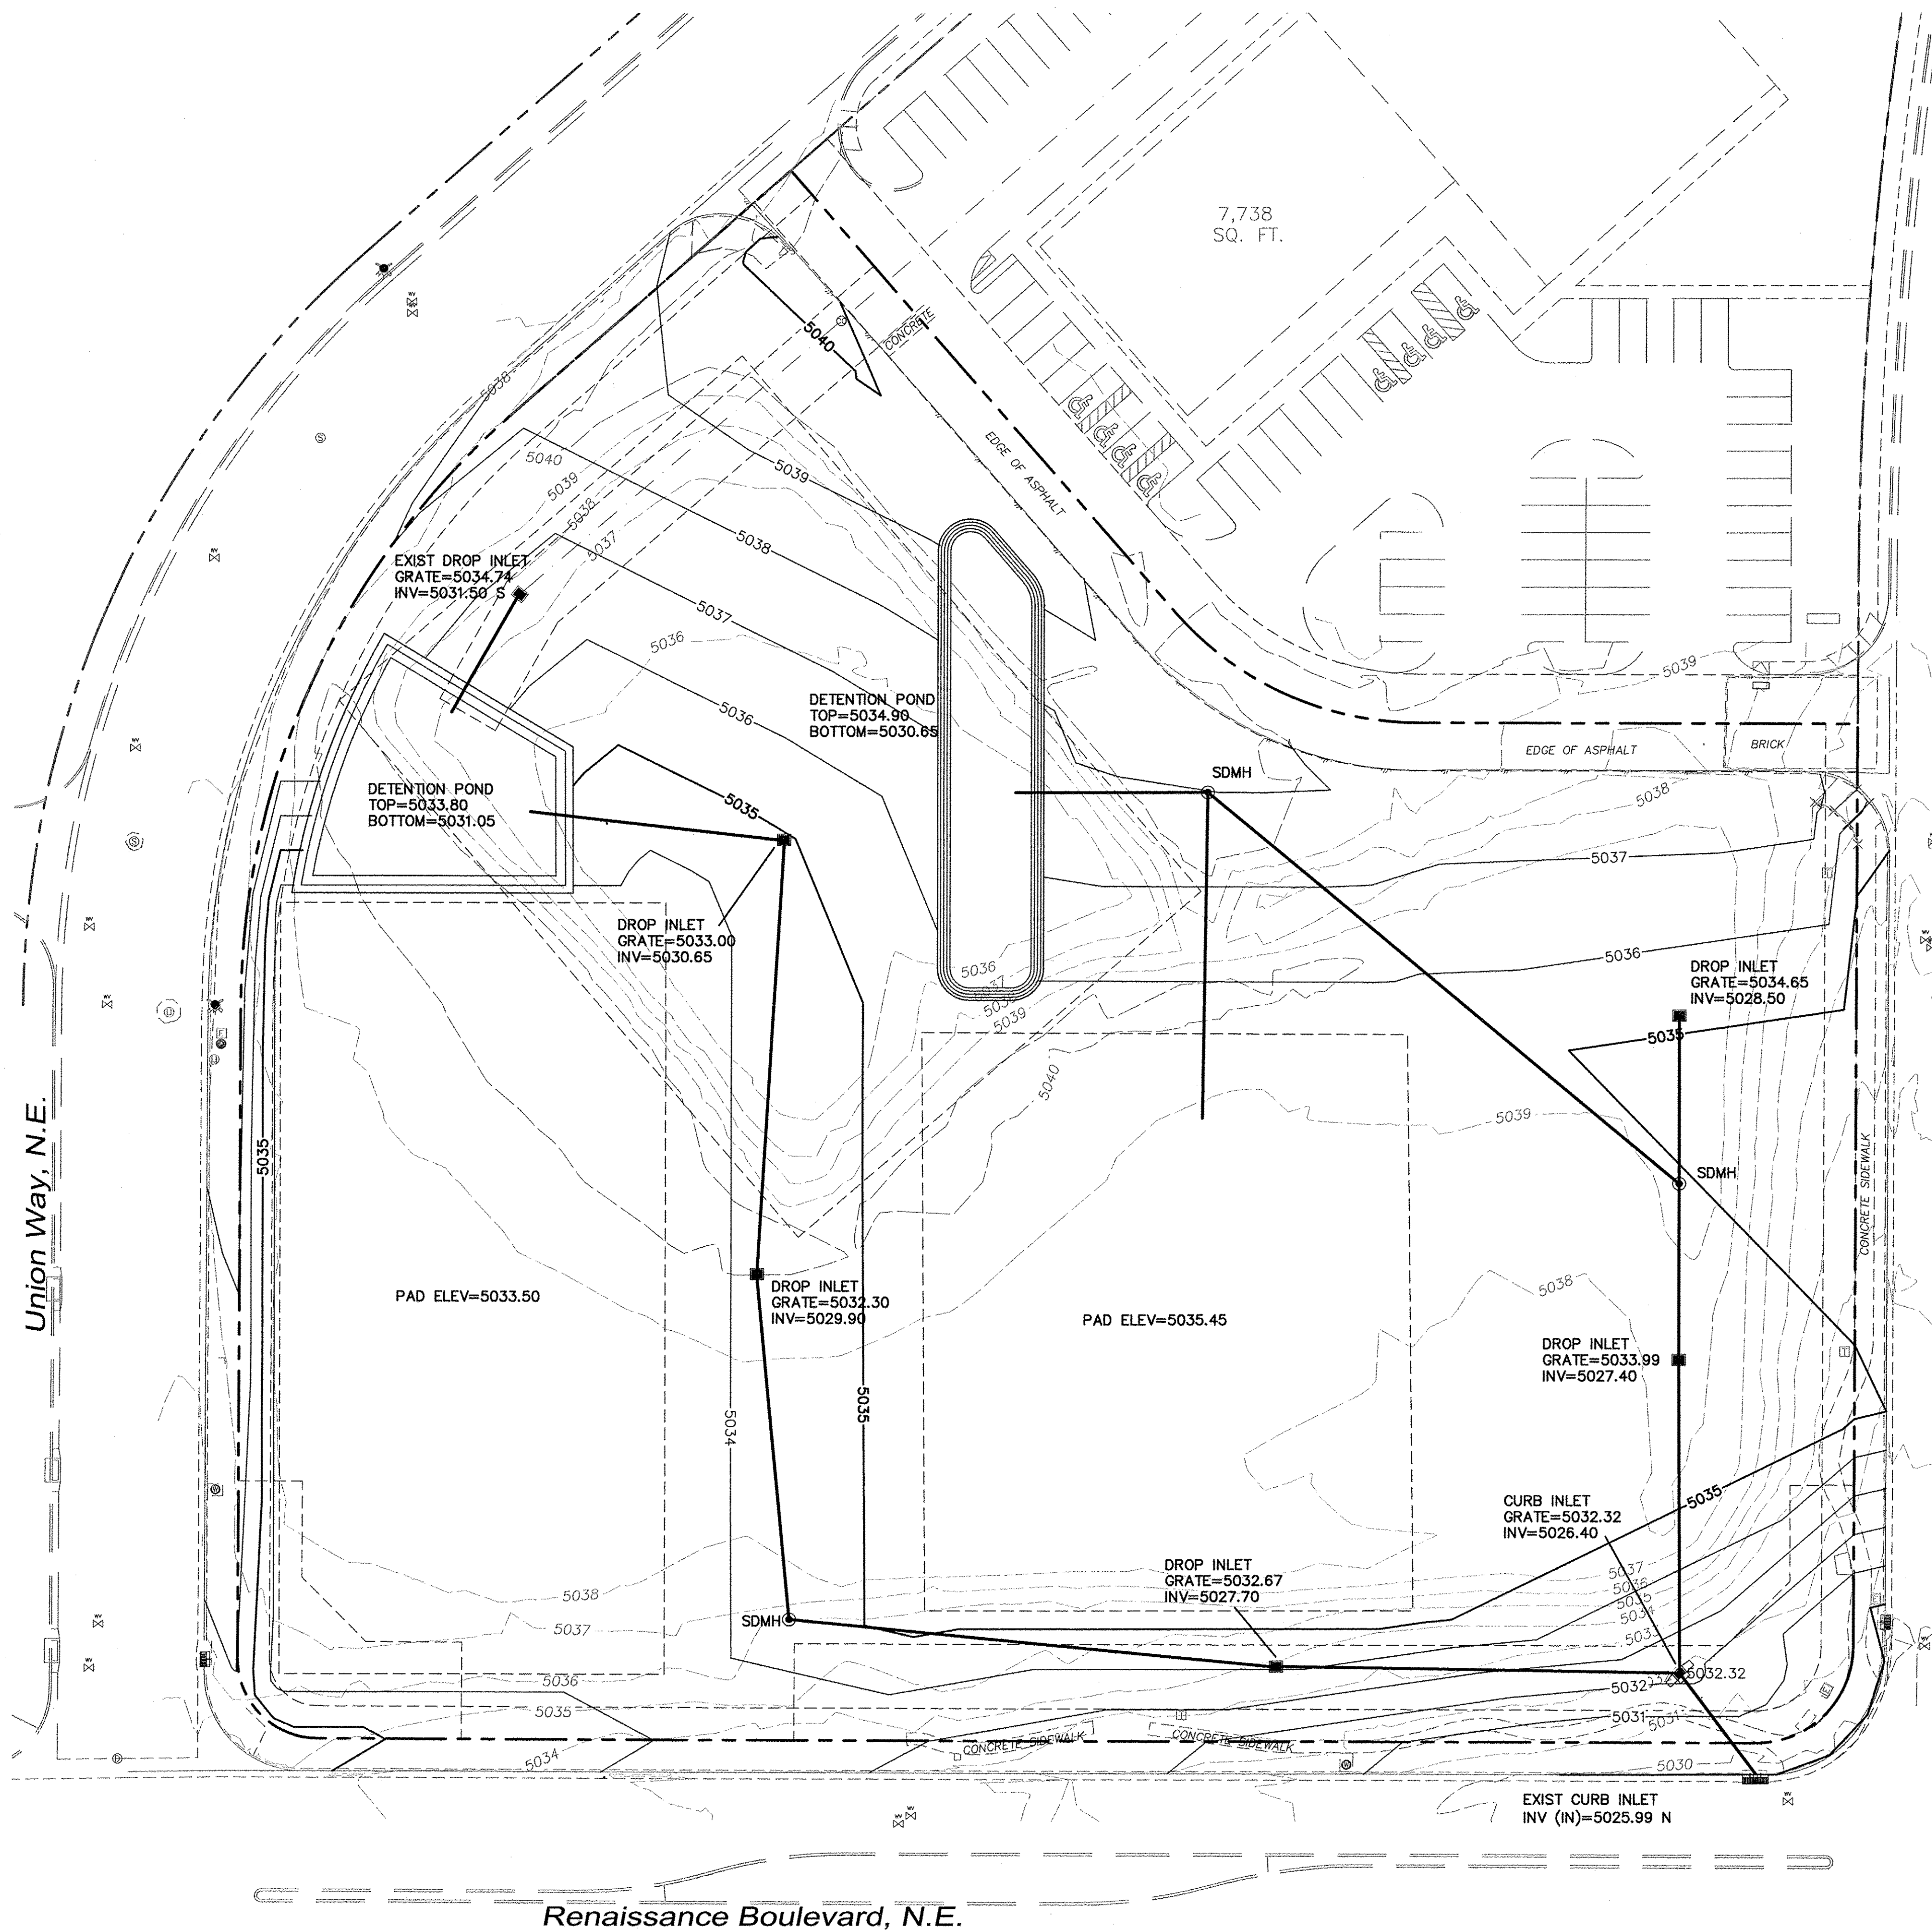 7,738
SQ. FT.
5040
CONCRETE
5038
EDGE OF ASPHALT
5040
5039
5039
5038
5038
5037
EXIST DROP INLET
GRATE=5034.74
INV=5031.50 S
5037
5036
5036
DETENTION POND
TOP=5034.90
BOTTOM=5030.65
5039
EDGE OF ASPHALT
BRICK
SDMH
DETENTION POND
TOP=5033.80
BOTTOM=5031.05
5035
5038
5037
DROP INLET
GRATE=5033.00
INV=5030.65
5036
5037
5039
5036
DROP INLET
GRATE=5034.65
INV=5028.50
5035
5040
5039
SDMH
CONCRETE SIDEWALK
5035
Union Way, N.E.
PAD ELEV=5033.50
DROP INLET
GRATE=5032.30
INV=5029.90
PAD ELEV=5035.45
5038
DROP INLET
GRATE=5033.99
INV=5027.40
5034
5035
CURB INLET
GRATE=5032.32
INV=5026.40
5035
DROP INLET
GRATE=5032.67
INV=5027.70
5037
5036
5035
5034
5038
SDMH
5037
5036
5032.32
5032
5035
5031
5031
CONCRETE SIDEWALK
CONCRETE SIDEWALK
5034
5030
EXIST CURB INLET
INV (IN)=5025.99 N
Renaissance Boulevard, N.E.